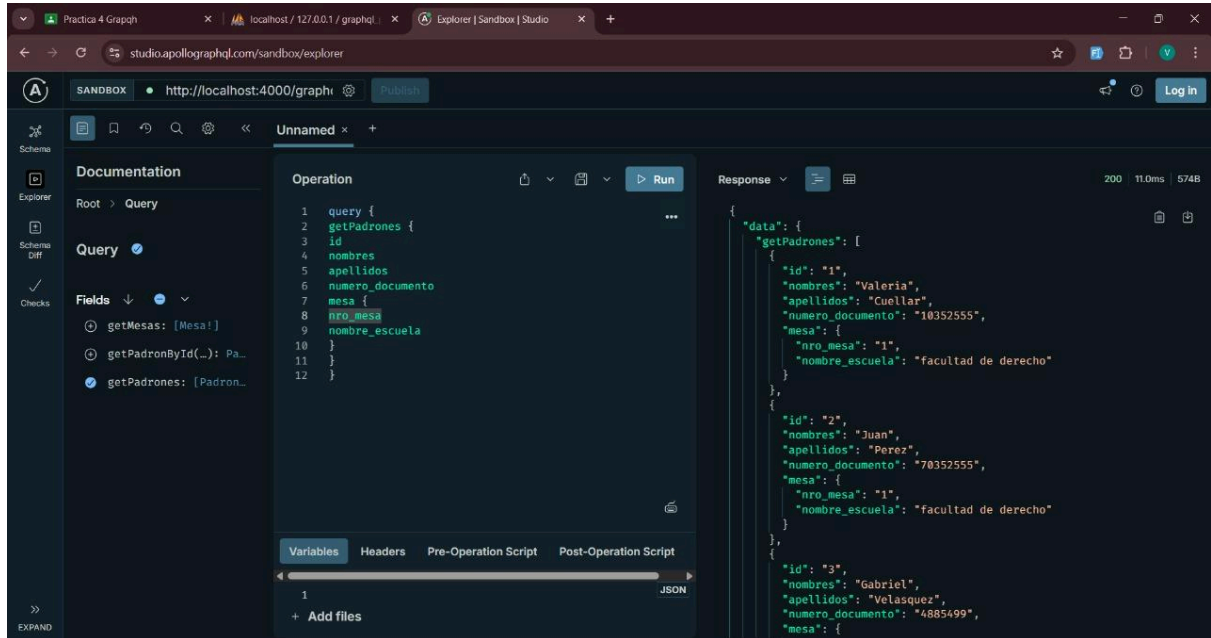 Practica 4 Grapqh
localhost / 127.0.0.1 / graphql_
Explorer | Sandbox | Studio
studio.apollographql.com/sandbox/explorer
V
A
SANDBOX
http://localhost:4000/graph
Publish
Log in
Schema
Explorer
Schema
Diff
Checks
EXPAND
Unnamed
Documentation
Root > Query
Query
Fields
getMesas: [Mesa!]
getPadronById(…): Pa…
getPadrones: [Padron…
Operation
Run
1 query {
2 getPadrones {
3 id
4 nombres
5 apellidos
6 numero_documento
7 mesa {
8 nro_mesa
9 nombre_escuela
10 }
11 }
12 }
Variables Headers Pre-Operation Script Post-Operation Script
1
JSON
+ Add files
Response
200 11.0ms 574B
{
"data": {
"getPadrones": [
{
"id": "1",
"nombres": "Valeria",
"apellidos": "Cuellar",
"numero_documento": "10352555",
"mesa": {
"nro_mesa": "1",
"nombre_escuela": "facultad de derecho"
}
},
{
"id": "2",
"nombres": "Juan",
"apellidos": "Perez",
"numero_documento": "70352555",
"mesa": {
"nro_mesa": "1",
"nombre_escuela": "facultad de derecho"
}
},
{
"id": "3",
"nombres": "Gabriel",
"apellidos": "Velasquez",
"numero_documento": "4885499",
"mesa": {